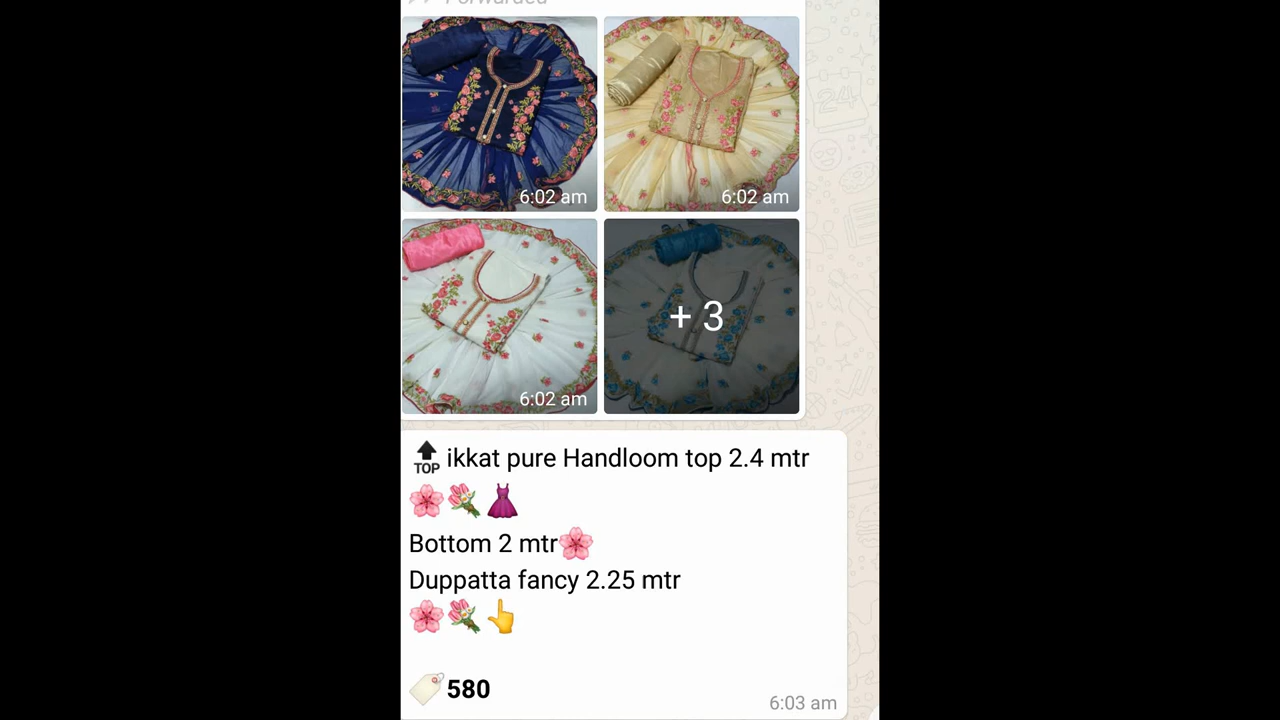 Forwarded
6:02 am
6:02 am
6:02 am
+ 3
TOP ikkat pure Handloom top 2.4 mtr
Bottom 2 mtr
Duppatta fancy 2.25 mtr
580
6:03 am